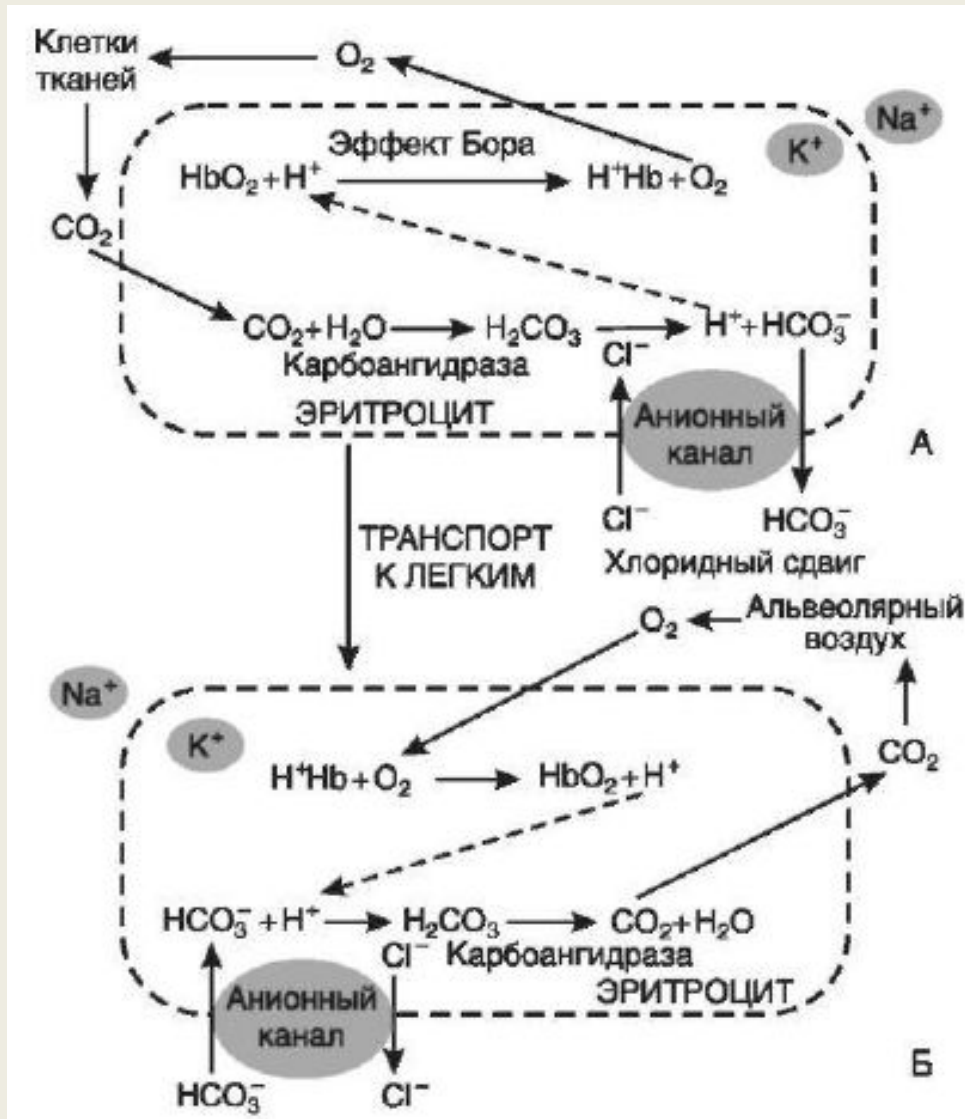 Клетки
тканей
O₂
Na⁺
K⁺
Эффект Бора
HbO₂ + H⁺
H⁺Hb + O₂
CO₂
CO₂ + H₂O
H₂CO₃
H⁺ + HCO₃⁻
Карбоангидраза
Cl⁻
ЭРИТРОЦИТ
Анионный
канал
А
Cl⁻
HCO₃⁻
Хлоридный сдвиг
ТРАНСПОРТ
К ЛЕГКИМ
O₂
Альвеолярный
воздух
Na⁺
K⁺
CO₂
H⁺Hb + O₂
HbO₂ + H⁺
HCO₃⁻ + H⁺
H₂CO₃
CO₂ + H₂O
Cl⁻
Карбоангидраза
ЭРИТРОЦИТ
Анионный
канал
Б
HCO₃⁻
Cl⁻